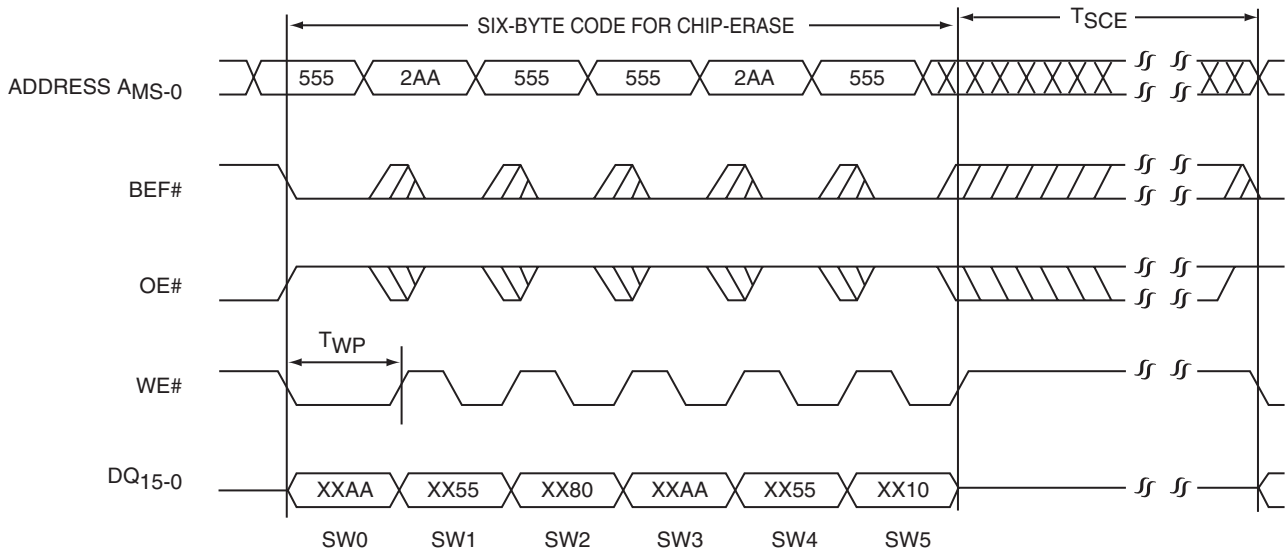 SIX-BYTE CODE FOR CHIP-ERASE TSCE
ADDRESS AMS-0 555 2AA 555 555 2AA 555
BEF#
OE#
TWP
WE#
DQ15-0 XXAA XX55 XX80 XXAA XX55 XX10
SW0 SW1 SW2 SW3 SW4 SW5